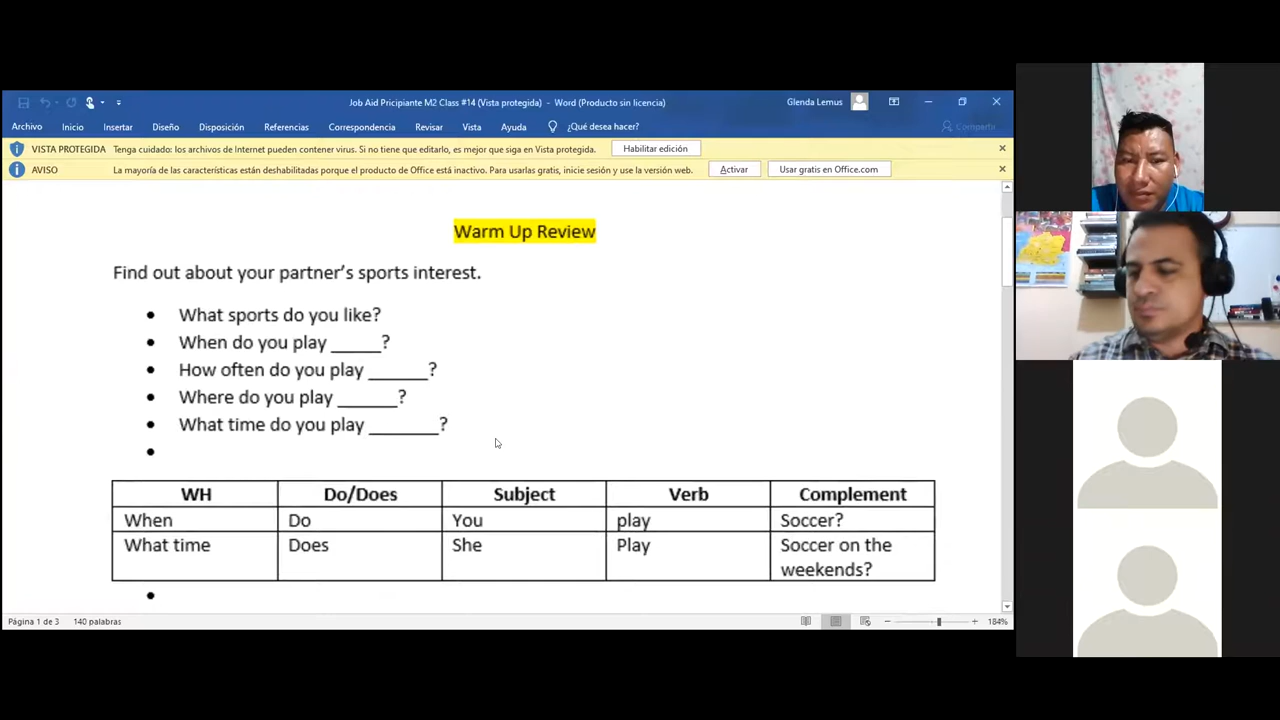 Job Aid Pricipiante M2 Class #14 (Vista protegida) - Word (Producto sin licencia)
Glenda Lemus
Archivo Inicio Insertar Diseño Disposición Referencias Correspondencia Revisar Vista Ayuda ¿Qué desea hacer? Compartir
VISTA PROTEGIDA Tenga cuidado: los archivos de Internet pueden contener virus. Si no tiene que editarlo, es mejor que siga en Vista protegida. Habilitar edición
AVISO La mayoría de las características están deshabilitadas porque el producto de Office está inactivo. Para usarlas gratis, inicie sesión y use la versión web. Activar Usar gratis en Office.com
Warm Up Review
Find out about your partner's sports interest.
• What sports do you like?
• When do you play _____?
• How often do you play ______?
• Where do you play ______?
• What time do you play _______?
•
WH Do/Does Subject Verb Complement
When Do You play Soccer?
What time Does She Play Soccer on the
weekends?
•
Página 1 de 3 140 palabras 184%